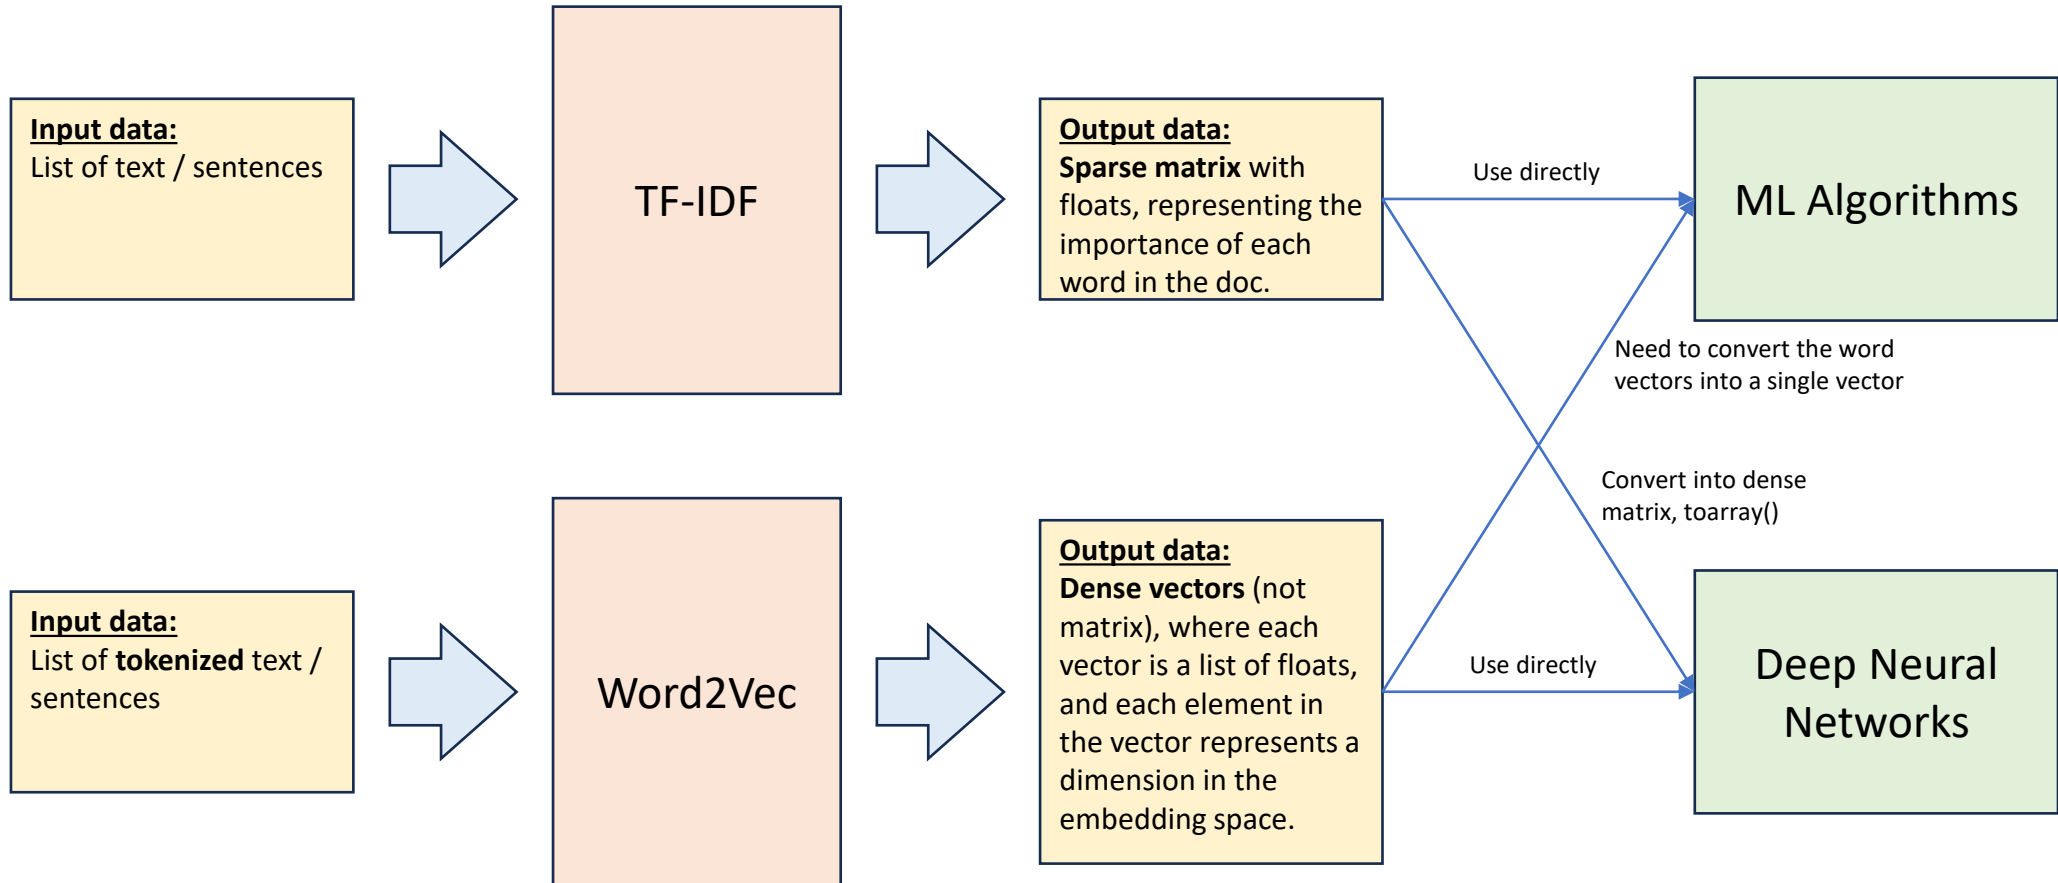 Input data:
List of text / sentences
TF-IDF
Output data:
Sparse matrix with
floats, representing the
importance of each
word in the doc.
Use directly
ML Algorithms
Need to convert the word
vectors into a single vector
Convert into dense
matrix, toarray()
Input data:
List of tokenized text /
sentences
Word2Vec
Output data:
Dense vectors (not
matrix), where each
vector is a list of floats,
and each element in
the vector represents a
dimension in the
embedding space.
Use directly
Deep Neural
Networks